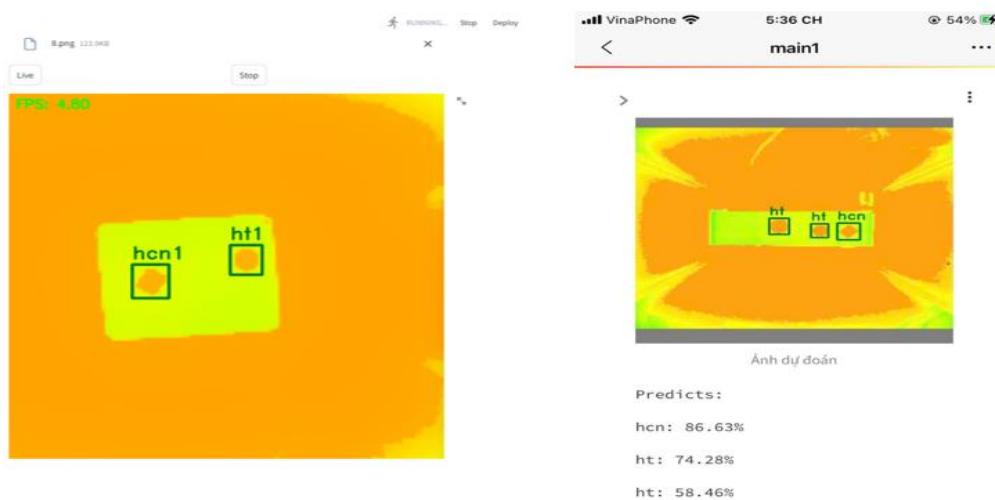 RUNNING... Stop Deploy
8.png 123.9KB
Live Stop
FPS: 4.80
hcn1
ht1
VinaPhone 5:36 CH 54%
main1
ht ht hcn
Ảnh dự đoán
Predicts:
hcn: 86.63%
ht: 74.28%
ht: 58.46%